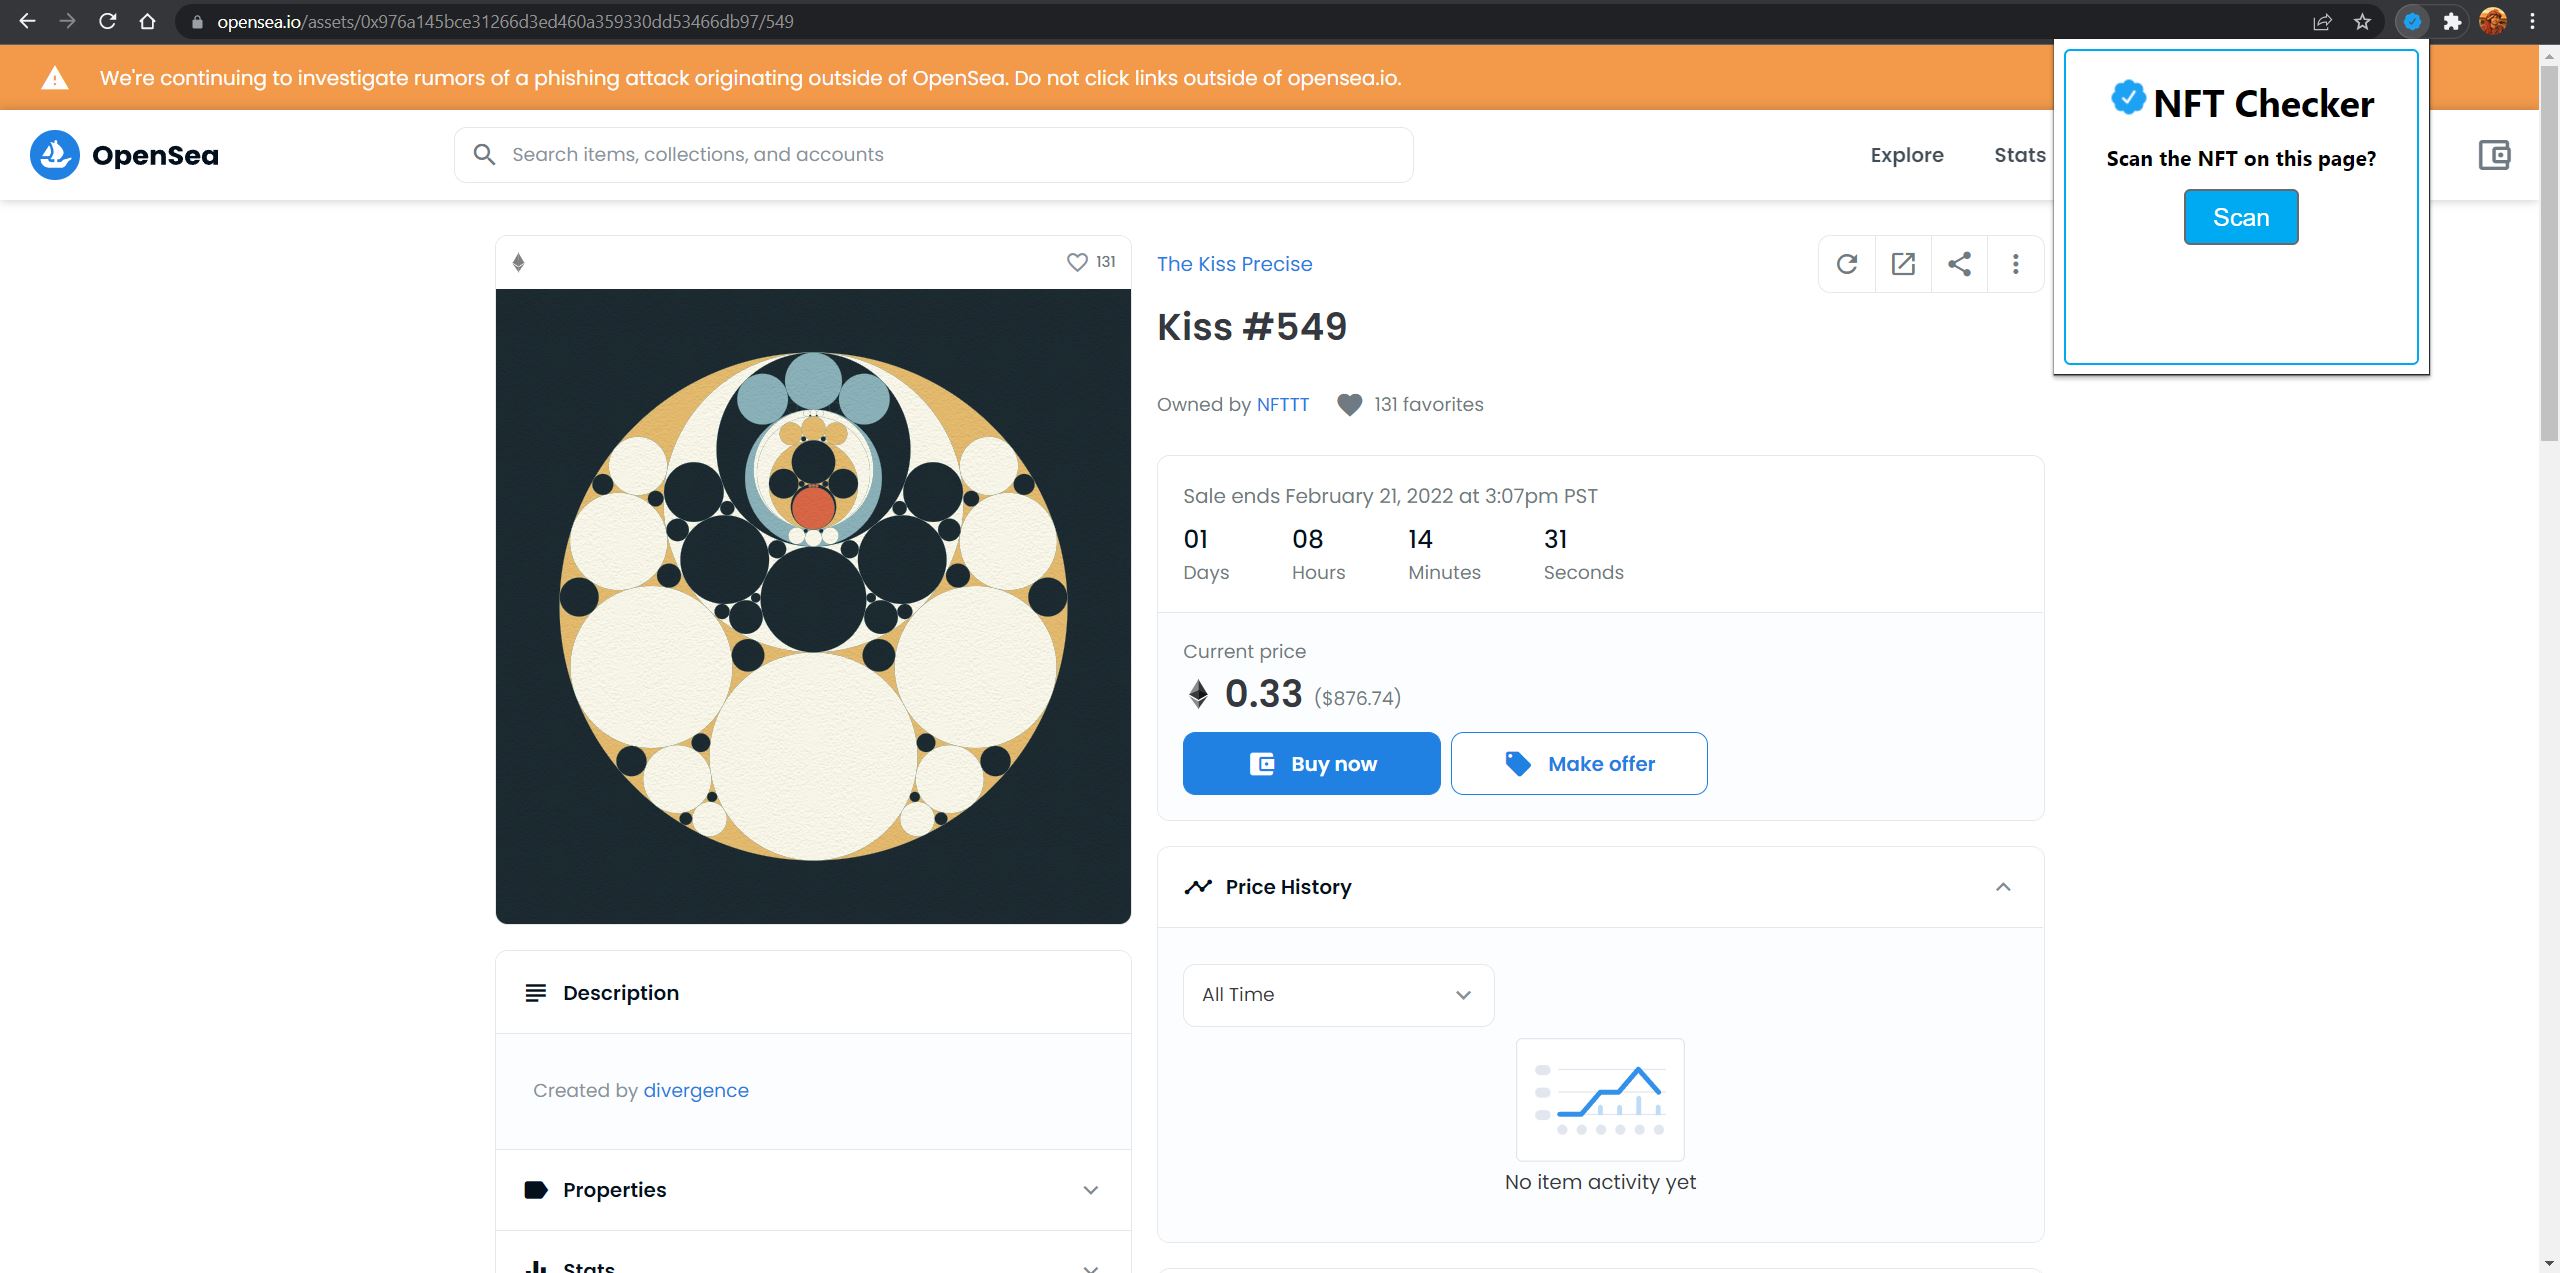 opensea.io/assets/0x976a145bce31266d3ed460a359330dd53466db97/549
We're continuing to investigate rumors of a phishing attack originating outside of OpenSea. Do not click links outside of opensea.io.
NFT Checker
Scan the NFT on this page?
Scan
OpenSea
Search items, collections, and accounts
Explore
Stats
131
The Kiss Precise
Kiss #549
Owned by NFTTT
131 favorites
Sale ends February 21, 2022 at 3:07pm PST
01
08
14
31
Days
Hours
Minutes
Seconds
Current price
0.33 ($876.74)
Buy now
Make offer
Price History
All Time
No item activity yet
Description
Created by divergence
Properties
Stats